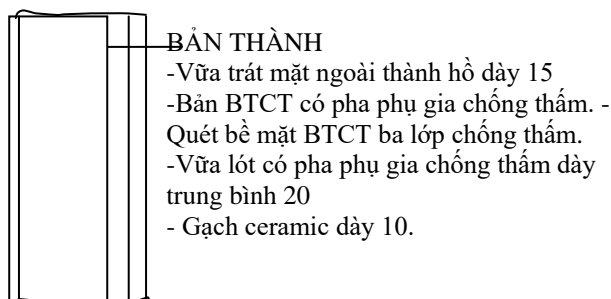 BẢN THÀNH
-Vữa trát mặt ngoài thành hồ dày 15
-Bản BTCT có pha phụ gia chống thấm. -
Quét bề mặt BTCT ba lớp chống thấm.
-Vữa lót có pha phụ gia chống thấm dày
trung bình 20
- Gạch ceramic dày 10.